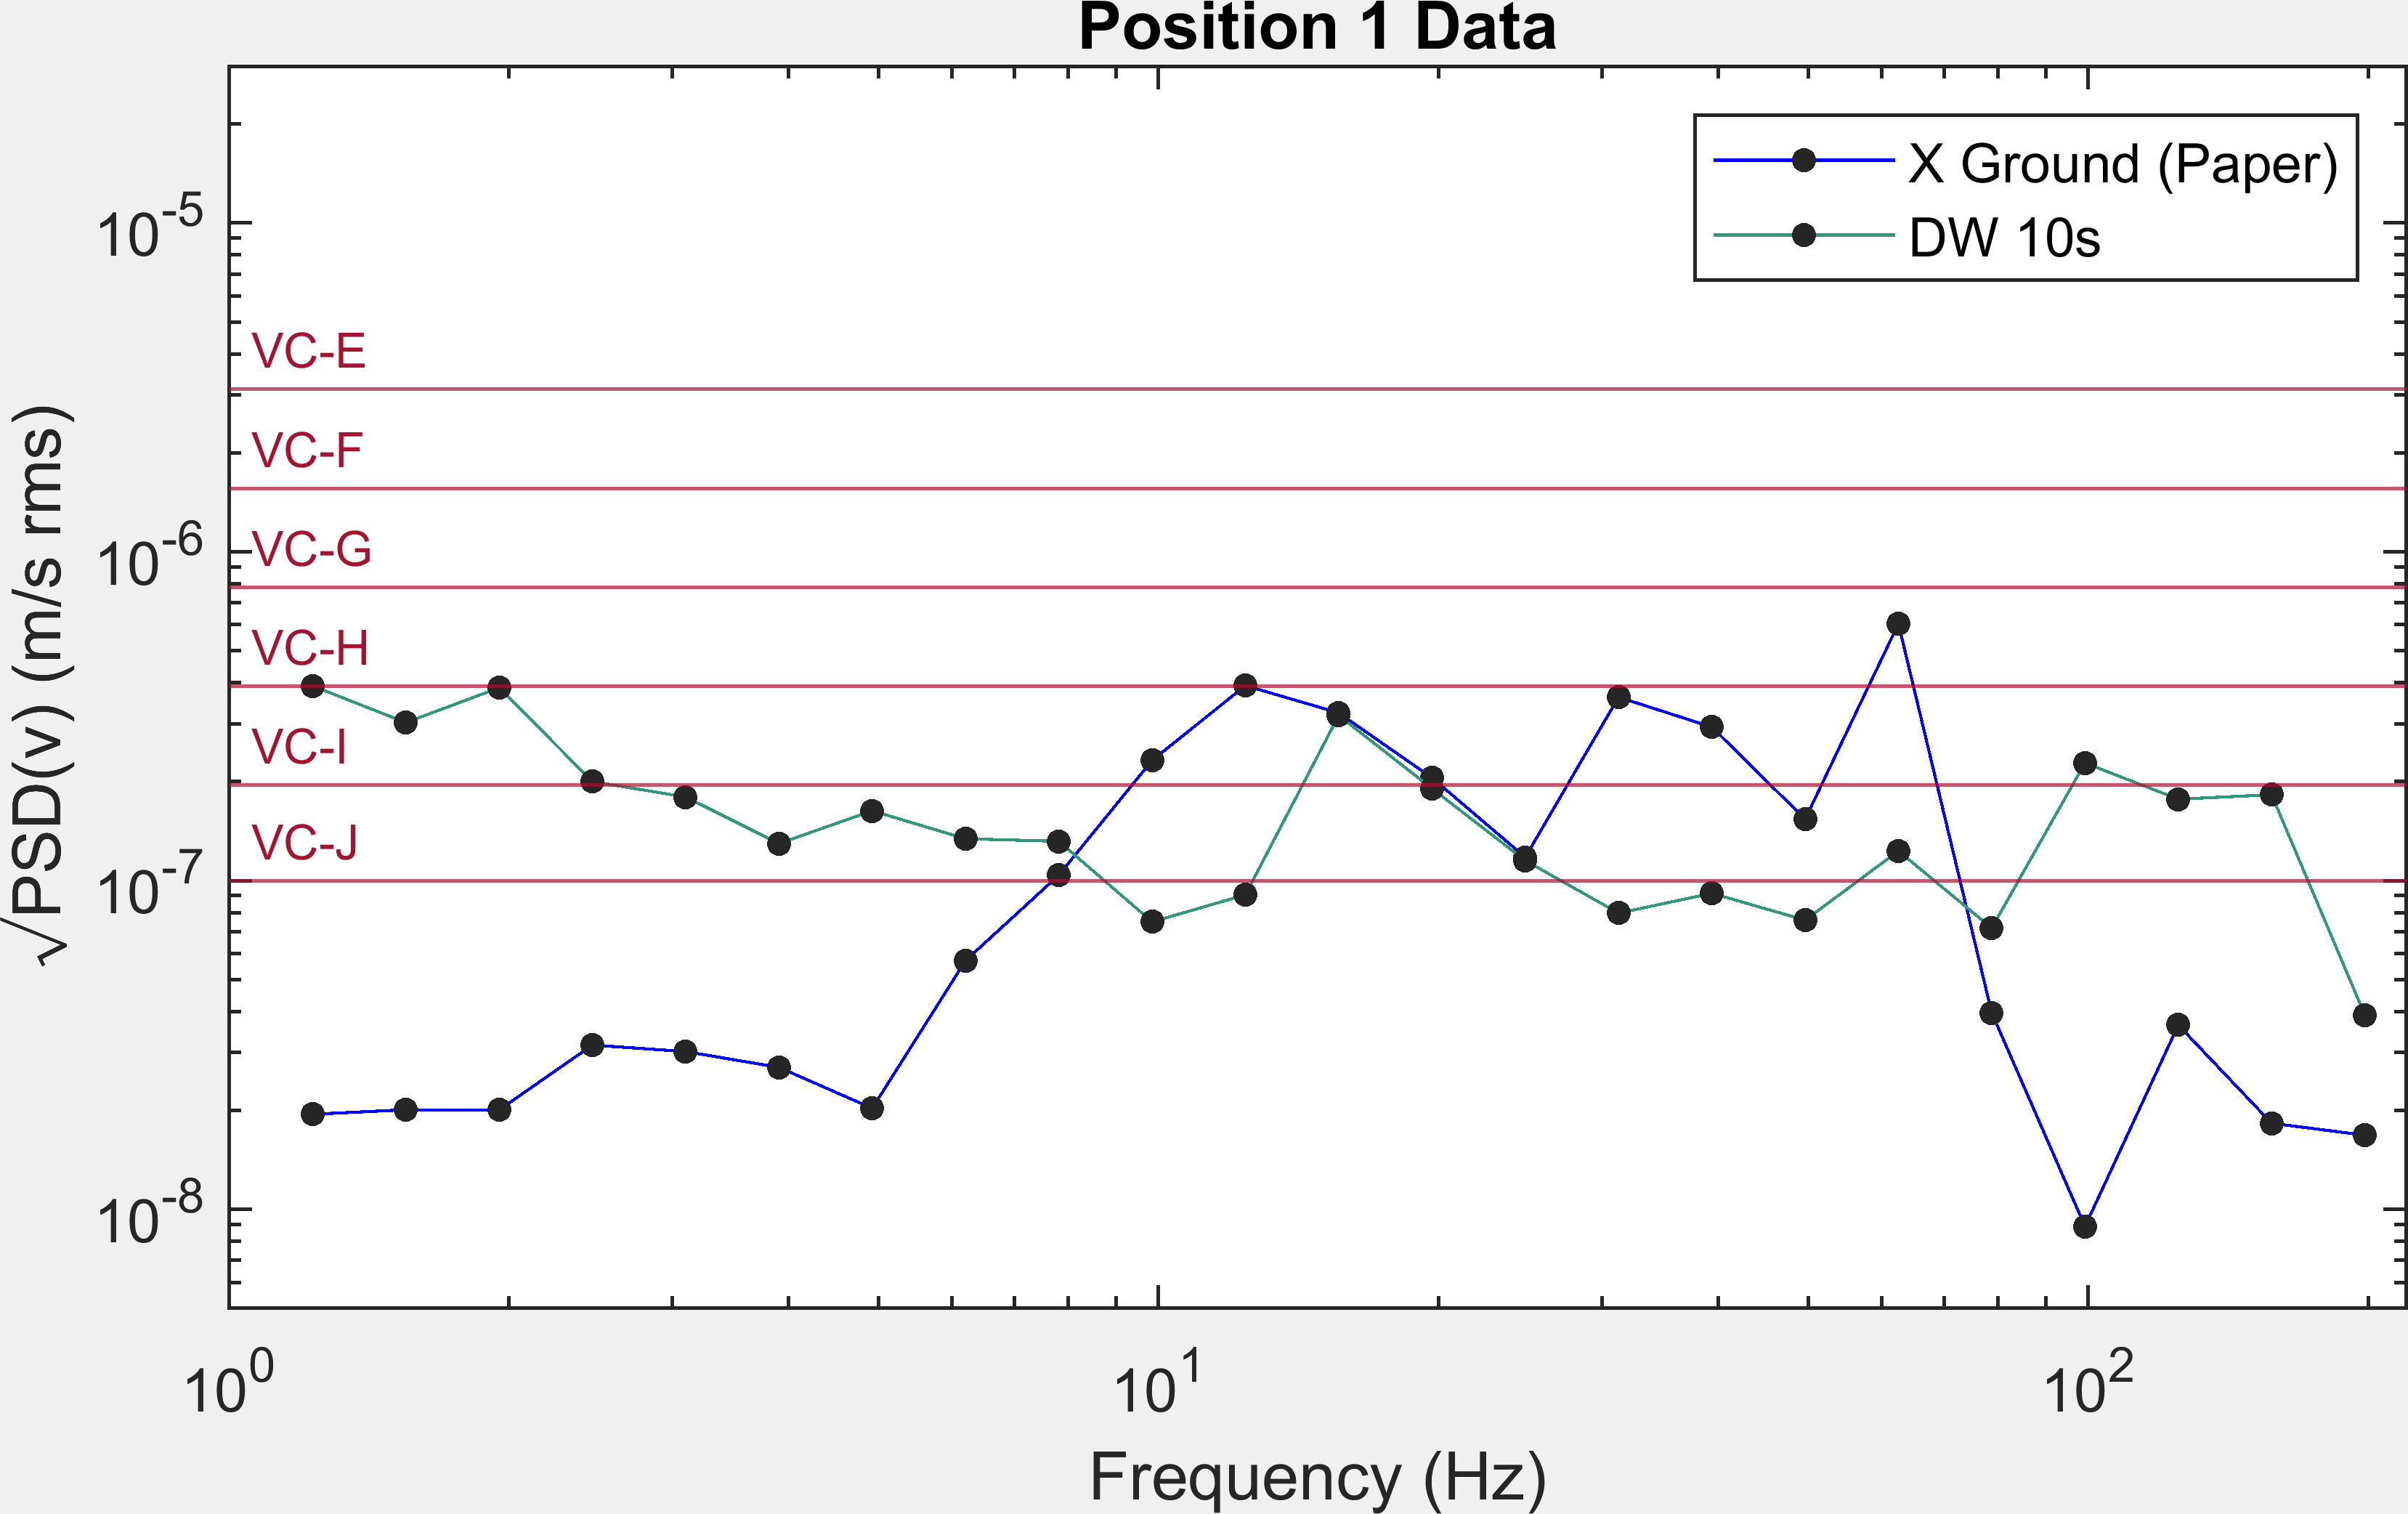 Position 1 Data
X Ground (Paper)
DW 10s
10^-5
VC-E
VC-F
10^-6
VC-G
VC-H
VC-I
VC-J
10^-7
10^-8
√PSD(v) (m/s rms)
10^0
10^1
10^2
Frequency (Hz)